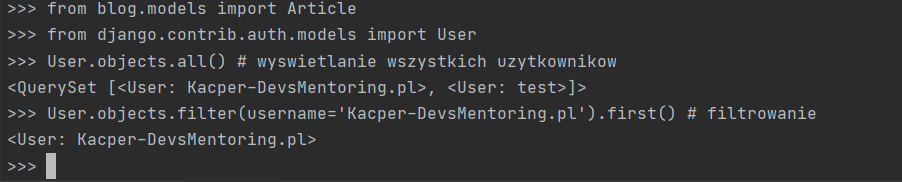 >>> from blog.models import Article
>>> from django.contrib.auth.models import User
>>> User.objects.all() # wyswietlanie wszystkich uzytkownikow
<QuerySet [<User: Kacper-DevsMentoring.pl>, <User: test>]>
>>> User.objects.filter(username='Kacper-DevsMentoring.pl').first() # filtrowanie
<User: Kacper-DevsMentoring.pl>
>>>